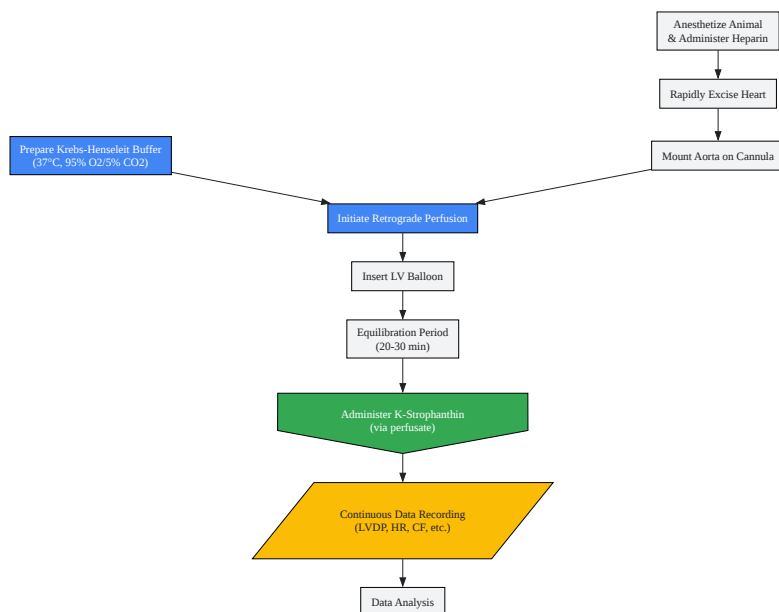 Anesthetize Animal
& Administer Heparin
Rapidly Excise Heart
Prepare Krebs-Henseleit Buffer
(37°C, 95% O2/5% CO2)
Mount Aorta on Cannula
Initiate Retrograde Perfusion
Insert LV Balloon
Equilibration Period
(20-30 min)
Administer K-Strophanthin
(via perfusate)
Continuous Data Recording
(LVDP, HR, CF, etc.)
Data Analysis